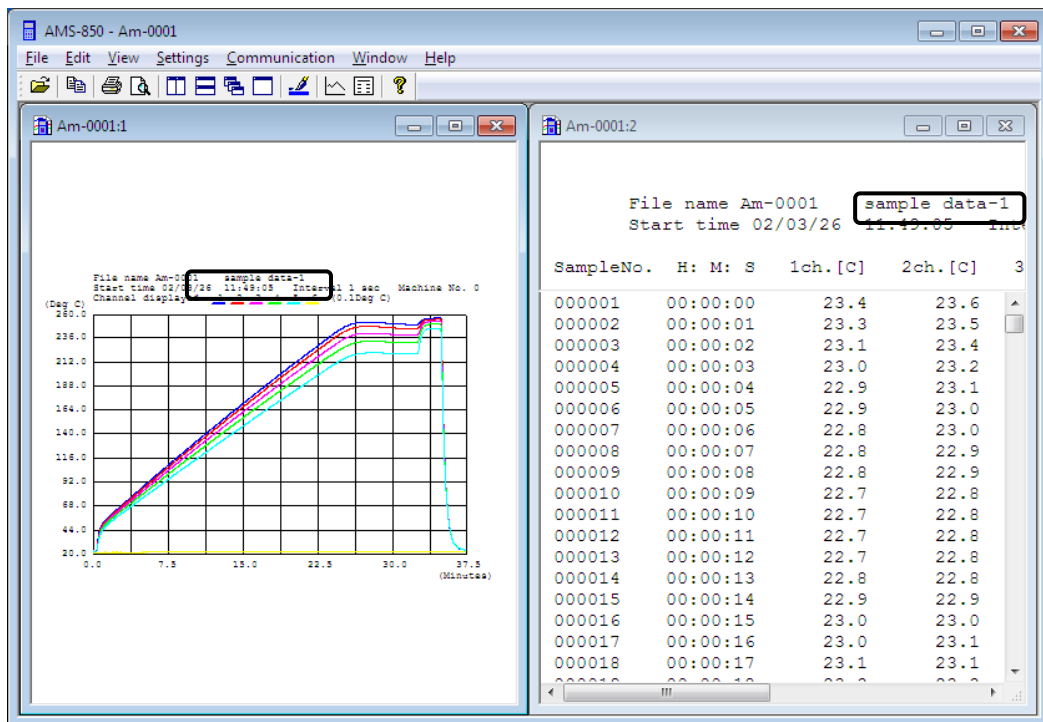 AMS-850 - Am-0001
File Edit View Settings Communication Window Help
Am-0001:1
File name Am-0001 sample data-1
Start time 02/03/26 11:49:05 Interval 1 sec Machine No. 0
Channel display
(0.1Deg C)
(Deg C)
260.0
236.0
212.0
188.0
164.0
140.0
116.0
92.0
68.0
44.0
20.0
0.0 7.5 15.0 22.5 30.0 37.5
(Minutes)
Am-0001:2
File name Am-0001 sample data-1
Start time 02/03/26 11:49:05
SampleNo. H: M: S 1ch.[C] 2ch.[C] 3
000001 00:00:00 23.4 23.6
000002 00:00:01 23.3 23.5
000003 00:00:02 23.1 23.4
000004 00:00:03 23.0 23.2
000005 00:00:04 22.9 23.1
000006 00:00:05 22.9 23.0
000007 00:00:06 22.8 23.0
000008 00:00:07 22.8 22.9
000009 00:00:08 22.8 22.9
000010 00:00:09 22.7 22.8
000011 00:00:10 22.7 22.8
000012 00:00:11 22.7 22.8
000013 00:00:12 22.7 22.8
000014 00:00:13 22.8 22.8
000015 00:00:14 22.9 22.9
000016 00:00:15 23.0 23.0
000017 00:00:16 23.0 23.1
000018 00:00:17 23.1 23.1